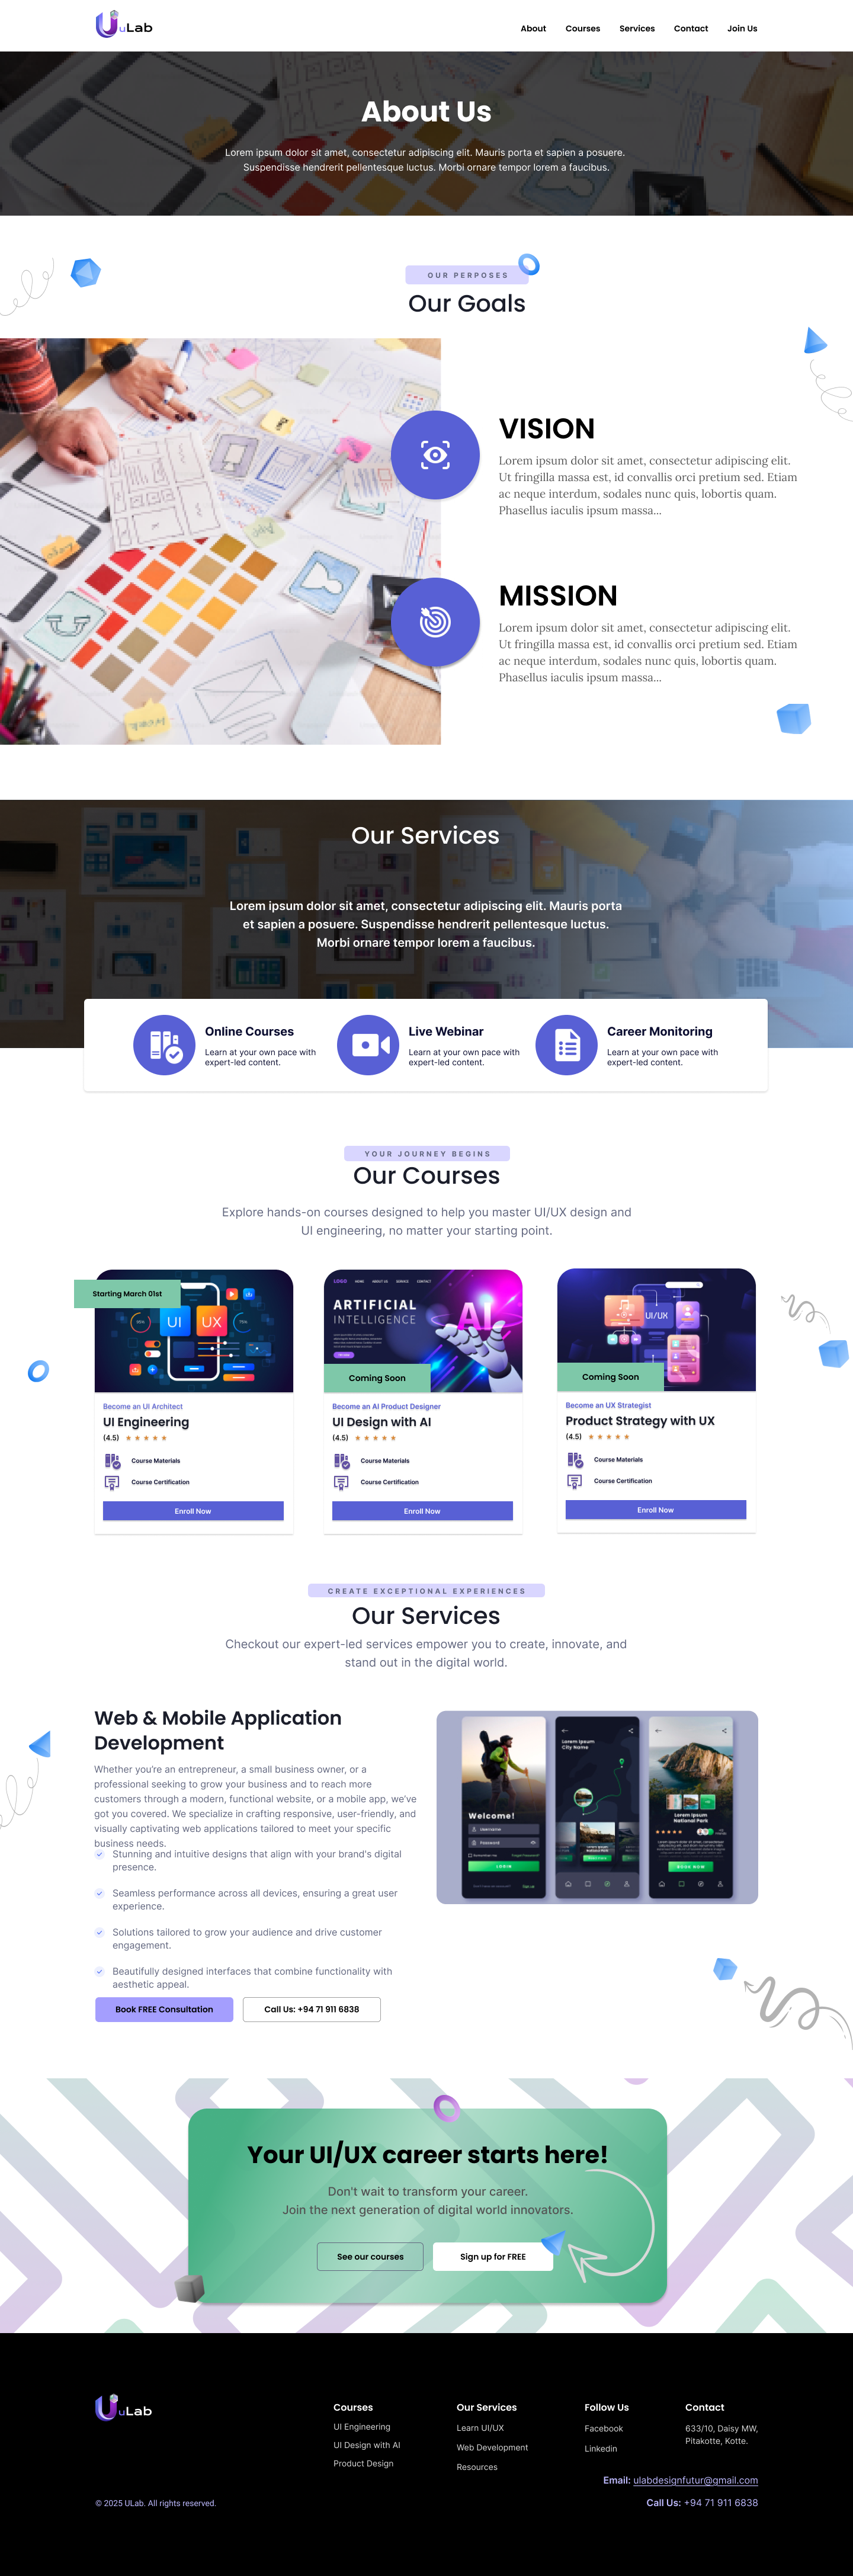 uLab
About
Courses
Services
Contact
Join Us
About Us
Lorem ipsum dolor sit amet, consectetur adipiscing elit. Mauris porta et sapien a posuere.
Suspendisse hendrerit pellentesque luctus. Morbi ornare tempor lorem a faucibus.
OUR PERPOSES
Our Goals
VISION
Lorem ipsum dolor sit amet, consectetur adipiscing elit.
Ut fringilla massa est, id convallis orci pretium sed. Etiam
ac neque interdum, sodales nunc quis, lobortis quam.
Phasellus iaculis ipsum massa...
MISSION
Lorem ipsum dolor sit amet, consectetur adipiscing elit.
Ut fringilla massa est, id convallis orci pretium sed. Etiam
ac neque interdum, sodales nunc quis, lobortis quam.
Phasellus iaculis ipsum massa...
Our Services
Lorem ipsum dolor sit amet, consectetur adipiscing elit. Mauris porta
et sapien a posuere. Suspendisse hendrerit pellentesque luctus.
Morbi ornare tempor lorem a faucibus.
Online Courses
Learn at your own pace with
expert-led content.
Live Webinar
Learn at your own pace with
expert-led content.
Career Monitoring
Learn at your own pace with
expert-led content.
YOUR JOURNEY BEGINS
Our Courses
Explore hands-on courses designed to help you master UI/UX design and
UI engineering, no matter your starting point.
Starting March 01st
UI UX
Become an UI Architect
UI Engineering
(4.5)
Course Materials
Course Certification
Enroll Now
LOGO HOME ABOUT US SERVICE CONTACT
ARTIFICIAL
INTELLIGENCE
AI
Coming Soon
Become an AI Product Designer
UI Design with AI
(4.5)
Course Materials
Course Certification
Enroll Now
UI/UX
Coming Soon
Become an UX Strategist
Product Strategy with UX
(4.5)
Course Materials
Course Certification
Enroll Now
CREATE EXCEPTIONAL EXPERIENCES
Our Services
Checkout our expert-led services empower you to create, innovate, and
stand out in the digital world.
Web & Mobile Application
Development
Whether you're an entrepreneur, a small business owner, or a
professional seeking to grow your business and to reach more
customers through a modern, functional website, or a mobile app, we've
got you covered. We specialize in crafting responsive, user-friendly, and
visually captivating web applications tailored to meet your specific
business needs.
Stunning and intuitive designs that align with your brand's digital
presence.
Seamless performance across all devices, ensuring a great user
experience.
Solutions tailored to grow your audience and drive customer
engagement.
Beautifully designed interfaces that combine functionality with
aesthetic appeal.
Book FREE Consultation
Call Us: +94 71 911 6838
Welcome!
Username
Password
LOGIN
Sign Up
Lorem Ipsum
City Name
Lorem Ipsum
National Park
BOOK NOW
Your UI/UX career starts here!
Don't wait to transform your career.
Join the next generation of digital world innovators.
See our courses
Sign up for FREE
uLab
© 2025 ULab. All rights reserved.
Courses
UI Engineering
UI Design with AI
Product Design
Our Services
Learn UI/UX
Web Development
Resources
Follow Us
Facebook
Linkedin
Contact
633/10, Daisy MW,
Pitakotte, Kotte.
Email: ulabdesignfutur@gmail.com
Call Us: +94 71 911 6838